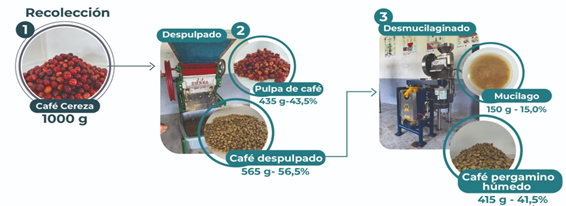 Recolección
1
Café Cereza
1000 g
Despulpado
2
Pulpa de café
435 g-43,5%
Café despulpado
565 g- 56,5%
3
Desmucilaginado
Mucilago
150 g - 15,0%
Café pergamino
húmedo
415 g - 41,5%